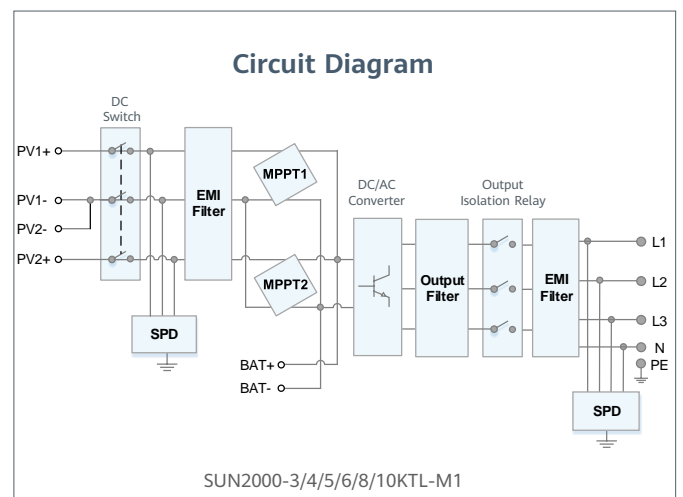 Circuit Diagram
DC
Switch
PV1+
PV1-
PV2-
PV2+
EMI
Filter
MPPT1
MPPT2
SPD
BAT+
BAT-
DC/AC
Converter
Output
Filter
Output
Isolation Relay
EMI
Filter
L1
L2
L3
N
PE
SPD
SUN2000-3/4/5/6/8/10KTL-M1